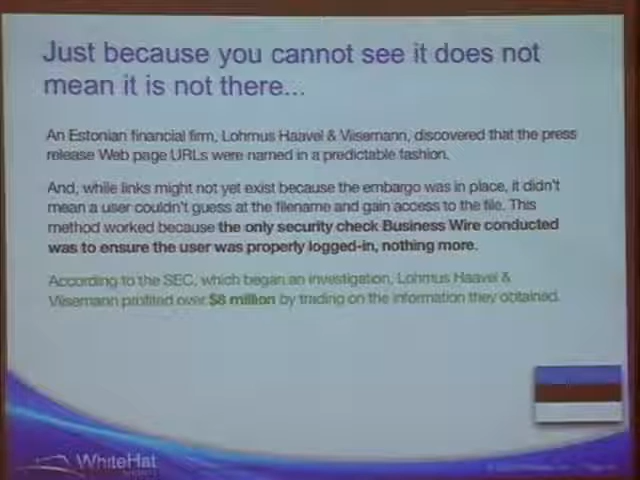 Just because you cannot see it does not
mean it is not there...
An Estonian financial firm, Lohmus Haavel & Viisemann, discovered that the press
release Web page URLs were named in a predictable fashion.
And, while links might not yet exist because the embargo was in place, it didn't
mean a user couldn't guess at the filename and gain access to the file. This
method worked because the only security check Business Wire conducted
was to ensure the user was properly logged-in, nothing more.
According to the SEC, which began an investigation, Lohmus Haavel &
Viisemann profited over $8 million by trading on the information they obtained.
WhiteHat